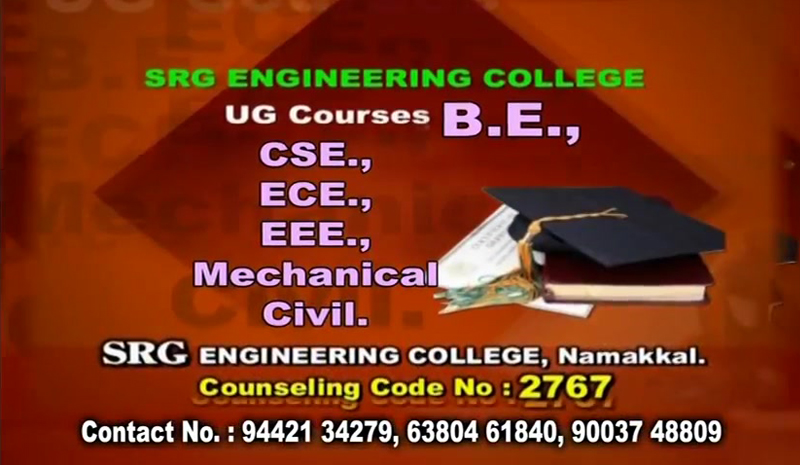 SRG ENGINEERING COLLEGE
UG Courses B.E.,
CSE.,
ECE.,
EEE.,
Mechanical
Civil.
SRG ENGINEERING COLLEGE, Namakkal.
Counseling Code No : 2767
Contact No. : 94421 34279, 63804 61840, 90037 48809